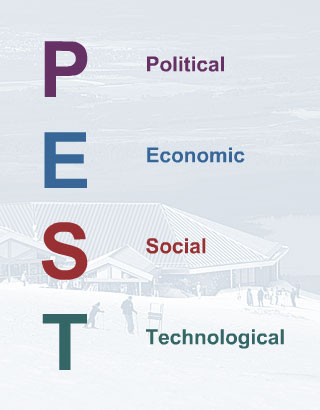 P Political
E Economic
S Social
T Technological